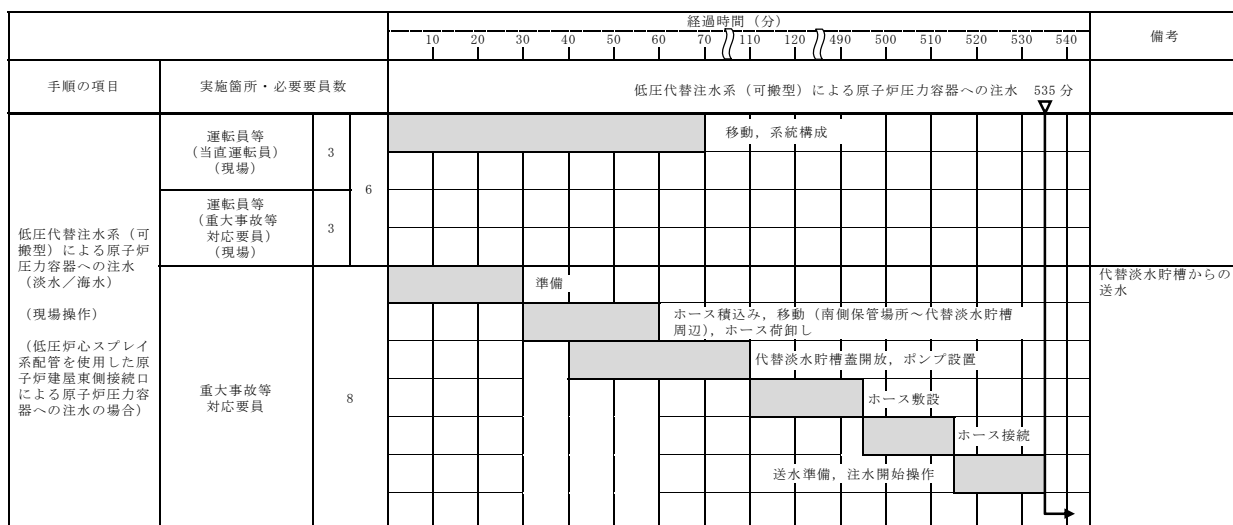 経過時間（分）
10 20 30 40 50 60 70 110 120 490 500 510 520 530 540
備考
手順の項目
実施箇所・必要要員数
低圧代替注水系（可搬型）による原子炉圧力容器への注水 535 分
低圧代替注水系（可
搬型）による原子炉
圧力容器への注水
（淡水／海水）
（現場操作）
（低圧炉心スプレイ
系配管を使用した原
子炉建屋東側接続口
による原子炉圧力容
器への注水の場合）
運転員等
（当直運転員）
（現場）
3
6
移動，系統構成
運転員等
（重大事故等
対応要員）
（現場）
3
重大事故等
対応要員
8
準備
ホース積込み，移動（南側保管場所～代替淡水貯槽
周辺），ホース荷卸し
代替淡水貯槽蓋開放，ポンプ設置
ホース敷設
ホース接続
送水準備，注水開始操作
代替淡水貯槽からの
送水